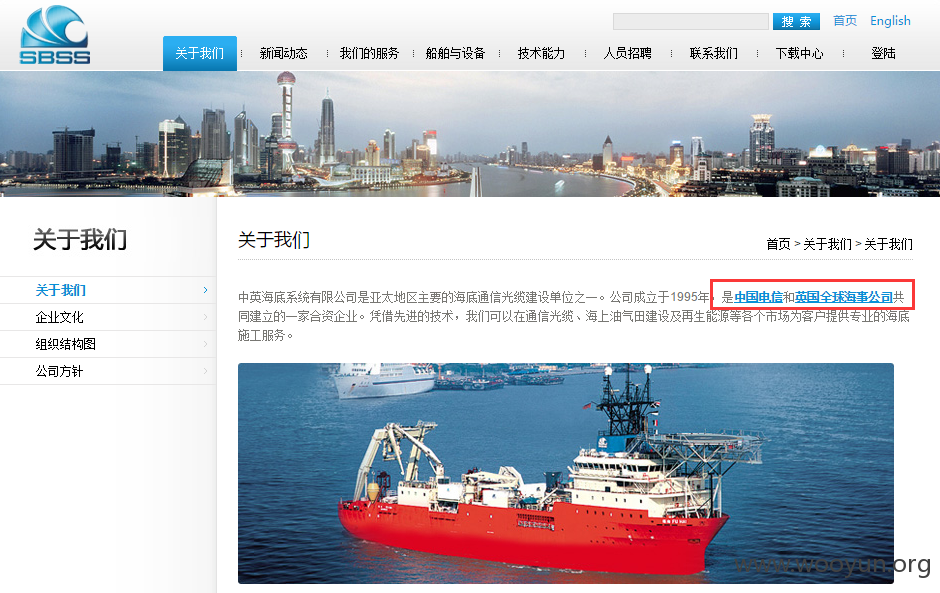 搜 索
首页
English
SBSS
关于我们
新闻动态
我们的服务
船舶与设备
技术能力
人员招聘
联系我们
下载中心
登陆
关于我们
关于我们
企业文化
组织结构图
公司方针
关于我们
首页 > 关于我们 > 关于我们
中英海底系统有限公司是亚太地区主要的海底通信光缆建设单位之一。公司成立于1995年，是中国电信和英国全球海事公司共
同建立的一家合资企业。凭借先进的技术，我们可以在通信光缆、海上油气田建设及再生能源等各个市场为客户提供专业的海底
施工服务。
www.wooyun.org